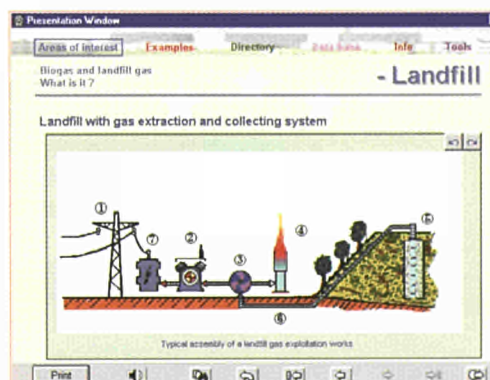 Presentation Window
Areas of interest Examples Directory Data base Info Tools
- Biogas and landfill gas
- What is it ?
- Landfill
Landfill with gas extraction and collecting system
① ② ③ ④ ⑤ ⑥ ⑦
Typical assembly of a landfill gas exploitation works
Print